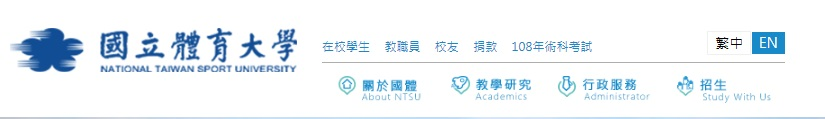 國立體育大學
NATIONAL TAIWAN SPORT UNIVERSITY
在校學生 教職員 校友 捐款 108年術科考試
繁中 EN
關於國體 教學研究 行政服務 招生
About NTSU Academics Administrator Study With Us